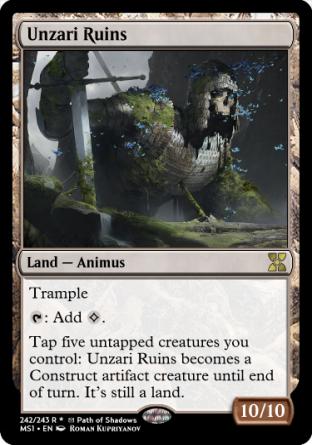 Unzari Ruins
Land — Animus
Trample
: Add .
Tap five untapped creatures you
control: Unzari Ruins becomes a
Construct artifact creature until
end of turn. It's still a land.
10/10
242/243 R * Path of Shadows
MS1 • EN Roman Kupriyanov